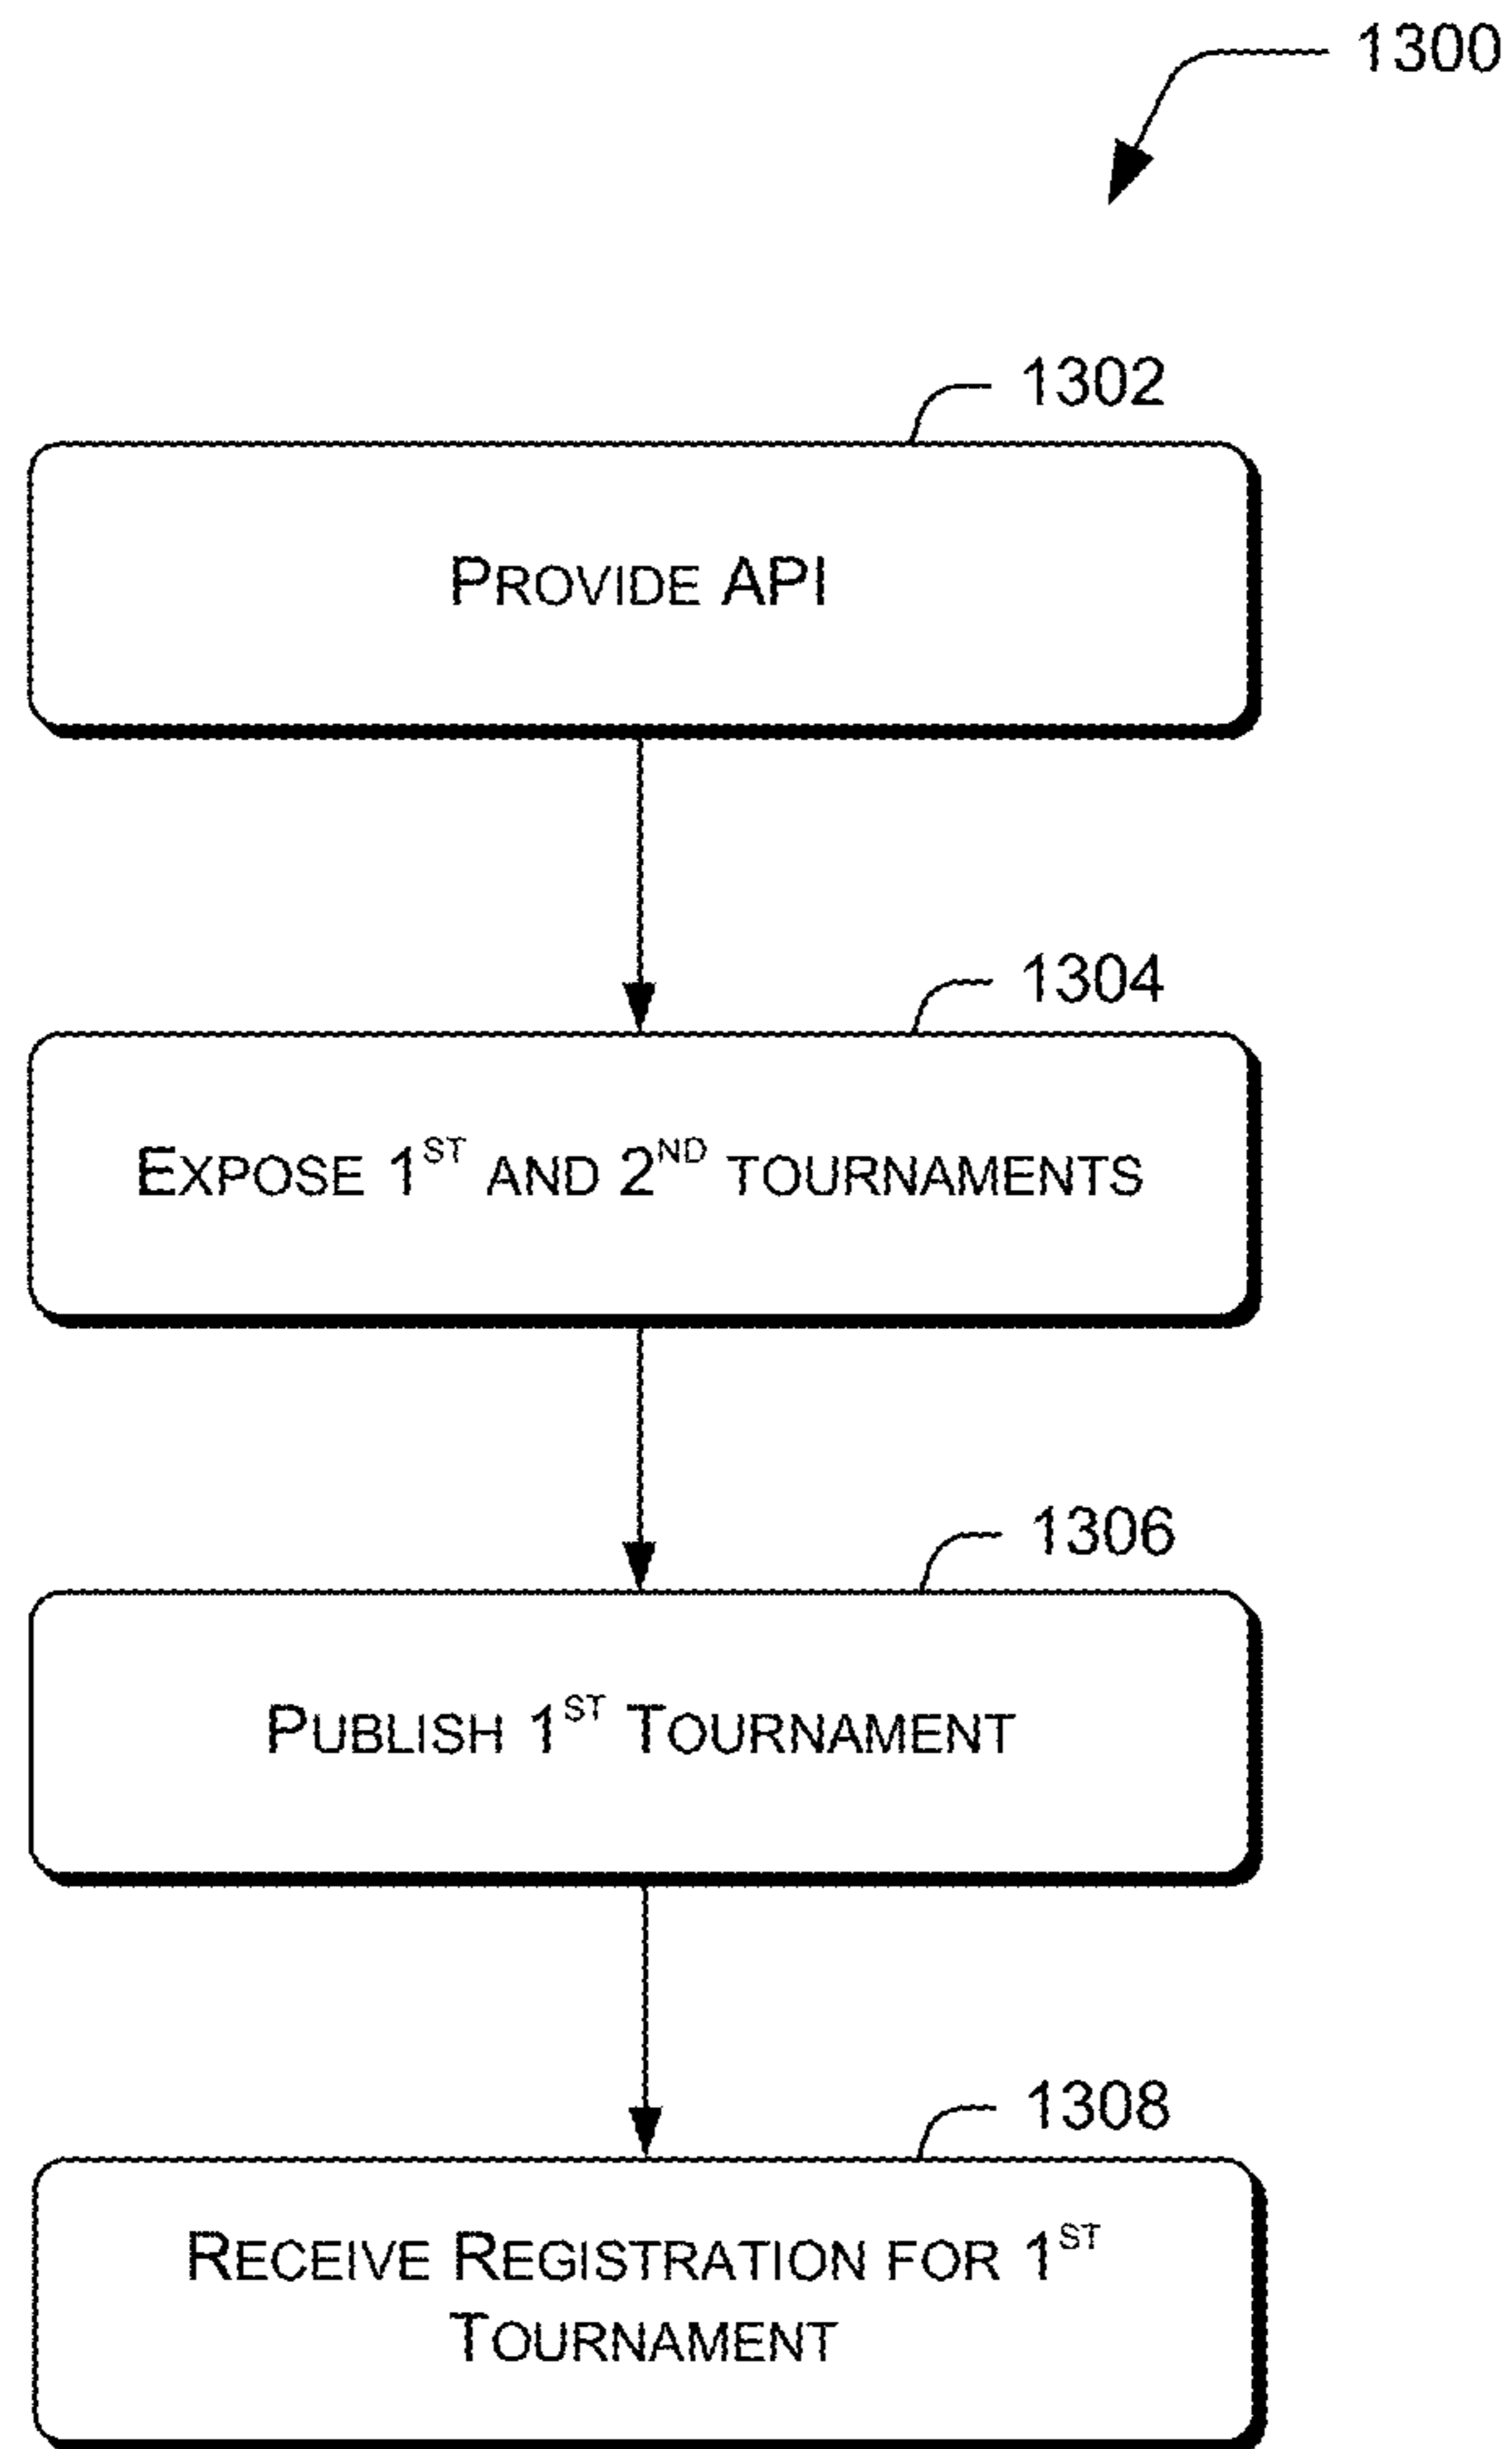 1300
1302
PROVIDE API
1304
EXPOSE 1ST AND 2ND TOURNAMENTS
1306
PUBLISH 1ST TOURNAMENT
1308
RECEIVE REGISTRATION FOR 1ST
TOURNAMENT